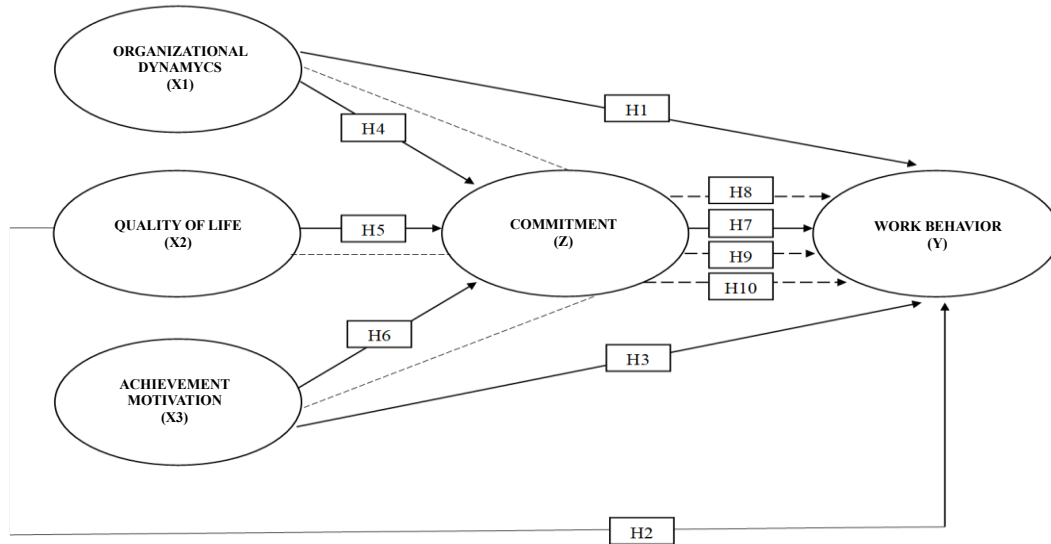 ORGANIZATIONAL
DYNAMYCS
(X1)
H1
H4
QUALITY OF LIFE
(X2)
H5
COMMITMENT
(Z)
H8
H7
H9
H10
WORK BEHAVIOR
(Y)
H6
H3
ACHIEVEMENT
MOTIVATION
(X3)
H2